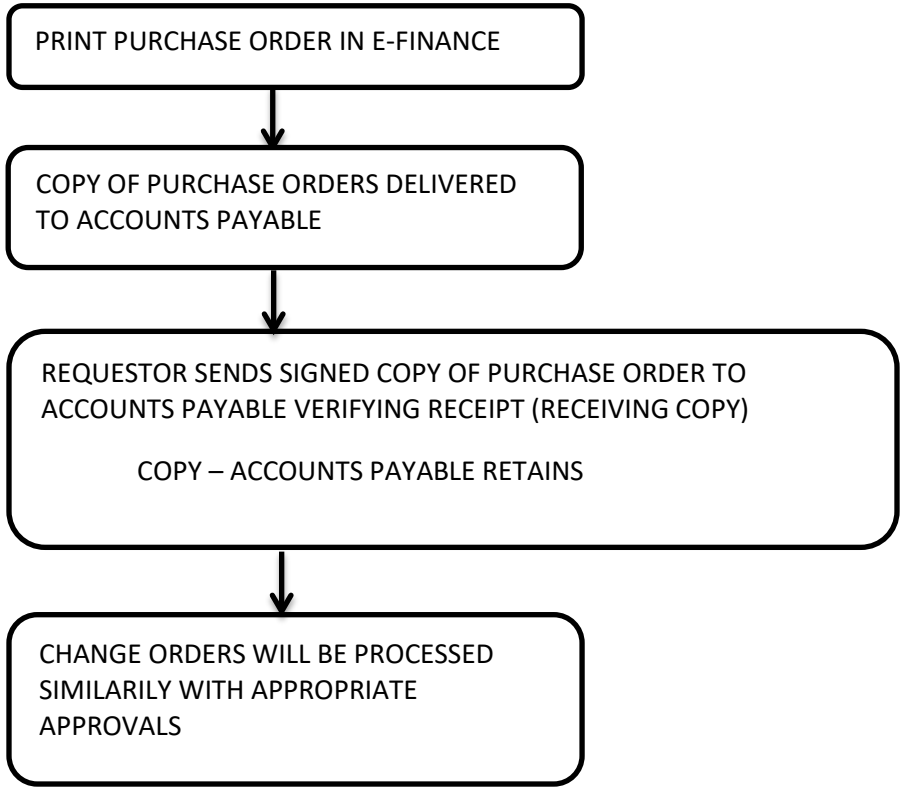 PRINT PURCHASE ORDER IN E-FINANCE
COPY OF PURCHASE ORDERS DELIVERED
TO ACCOUNTS PAYABLE
REQUESTOR SENDS SIGNED COPY OF PURCHASE ORDER TO
ACCOUNTS PAYABLE VERIFYING RECEIPT (RECEIVING COPY)
COPY – ACCOUNTS PAYABLE RETAINS
CHANGE ORDERS WILL BE PROCESSED
SIMILARILY WITH APPROPRIATE
APPROVALS